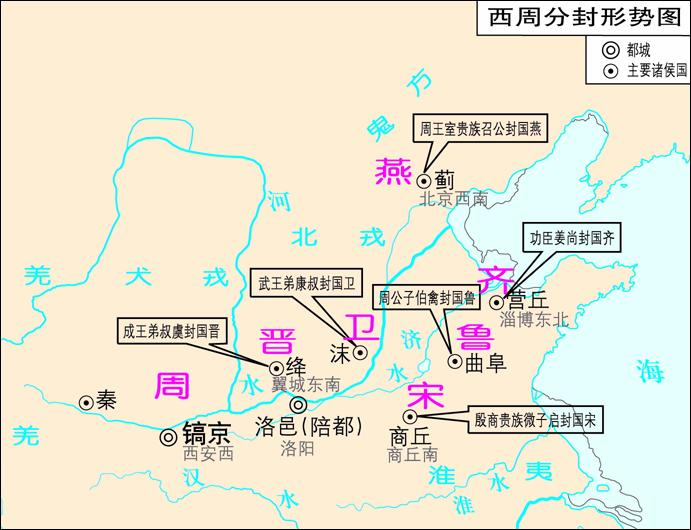 西周分封形势图
都城
主要诸侯国
鬼方
周王室贵族召公封国燕
燕
蓟
北京西南
河
北戎
羌
犬戎
功臣姜尚封国齐
齐
营丘
淄博东北
武王弟康叔封国卫
周公子伯禽封国鲁
成王弟叔虞封国晋
晋
卫
沫
济
水
鲁
曲阜
海
绛
翼城东南
水
周
秦
宋
商丘
商丘南
殷商贵族微子启封国宋
洛邑(陪都)
洛阳
镐京
西安西
羌
汉水
淮夷
淮水